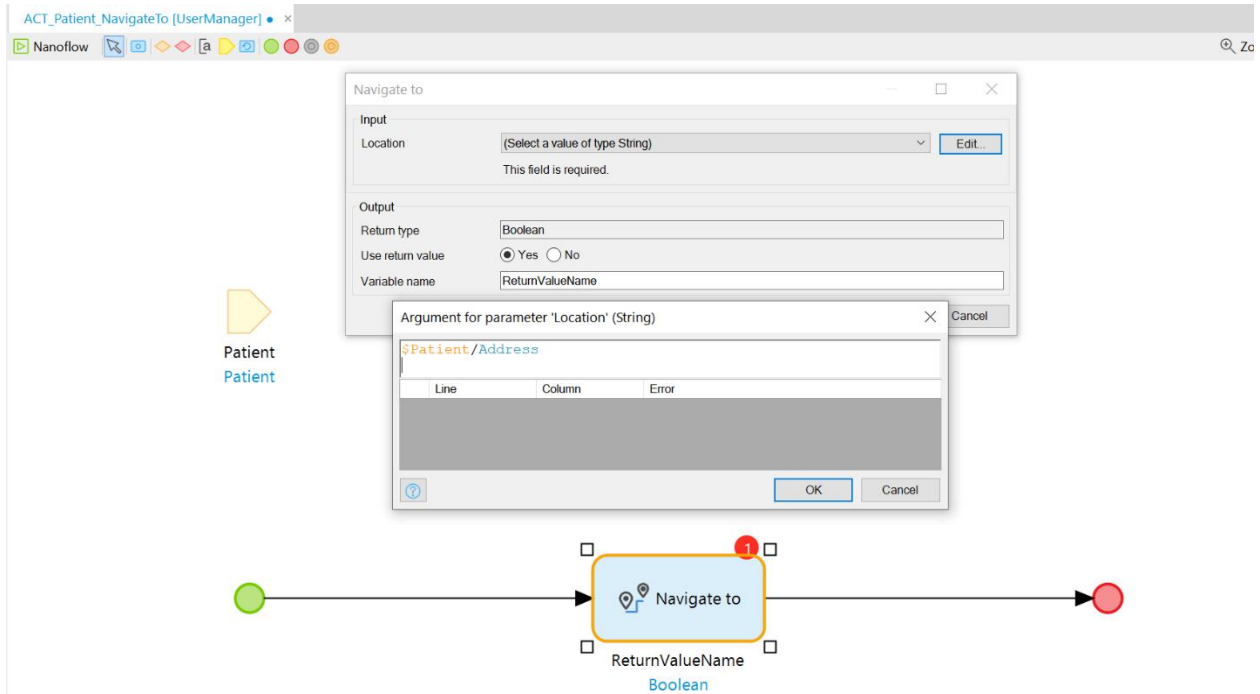 ACT_Patient_NavigateTo [UserManager] ● ×
Nanoflow [a
Navigate to
Input
Location (Select a value of type String) Edit...
This field is required.
Output
Return type Boolean
Use return value Yes No
Variable name ReturnValueName
Cancel
Argument for parameter 'Location' (String)
$Patient/Address
Line Column Error
? OK Cancel
Patient
Patient
1
Navigate to
ReturnValueName
Boolean